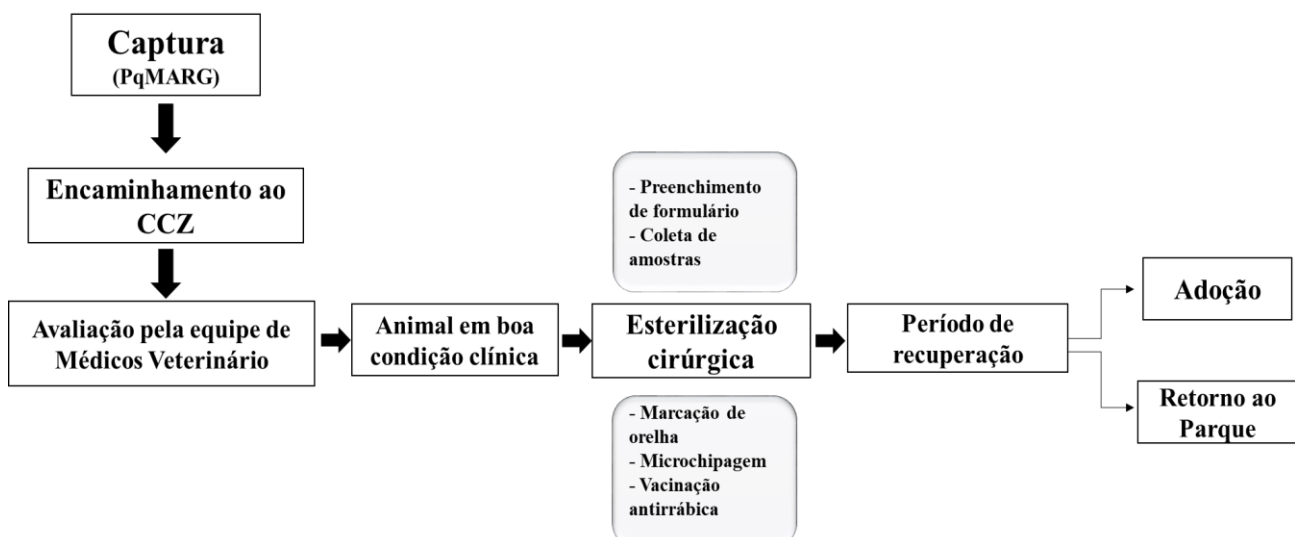 Captura
(PqMARG)
Encaminhamento ao
CCZ
Avaliação pela equipe de
Médicos Veterinário
Animal em boa
condição clínica
- Preenchimento
de formulário
- Coleta de
amostras
Esterilização
cirúrgica
- Marcação de
orelha
- Microchipagem
- Vacinação
antirrábica
Período de
recuperação
Adoção
Retorno ao
Parque